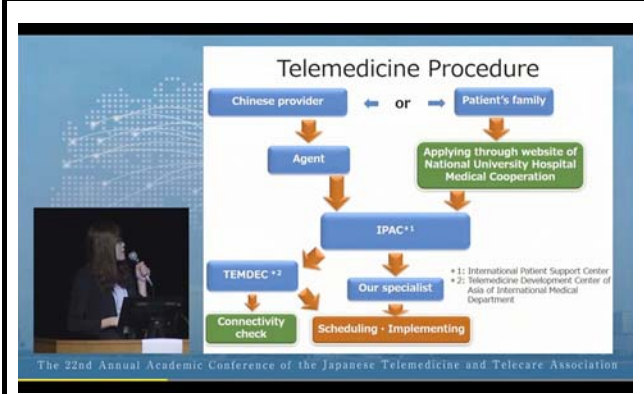 Telemedicine Procedure
Chinese provider
or
Patient's family
Agent
Applying through website of
National University Hospital
Medical Cooperation
IPAC*1
TEMDEC *2
Our specialist
*1: International Patient Support Center
*2: Telemedicine Development Center of
Asia of International Medical
Department
Connectivity
check
Scheduling・Implementing
The 22nd Annual Academic Conference of the Japanese Telemedicine and Telecare Association